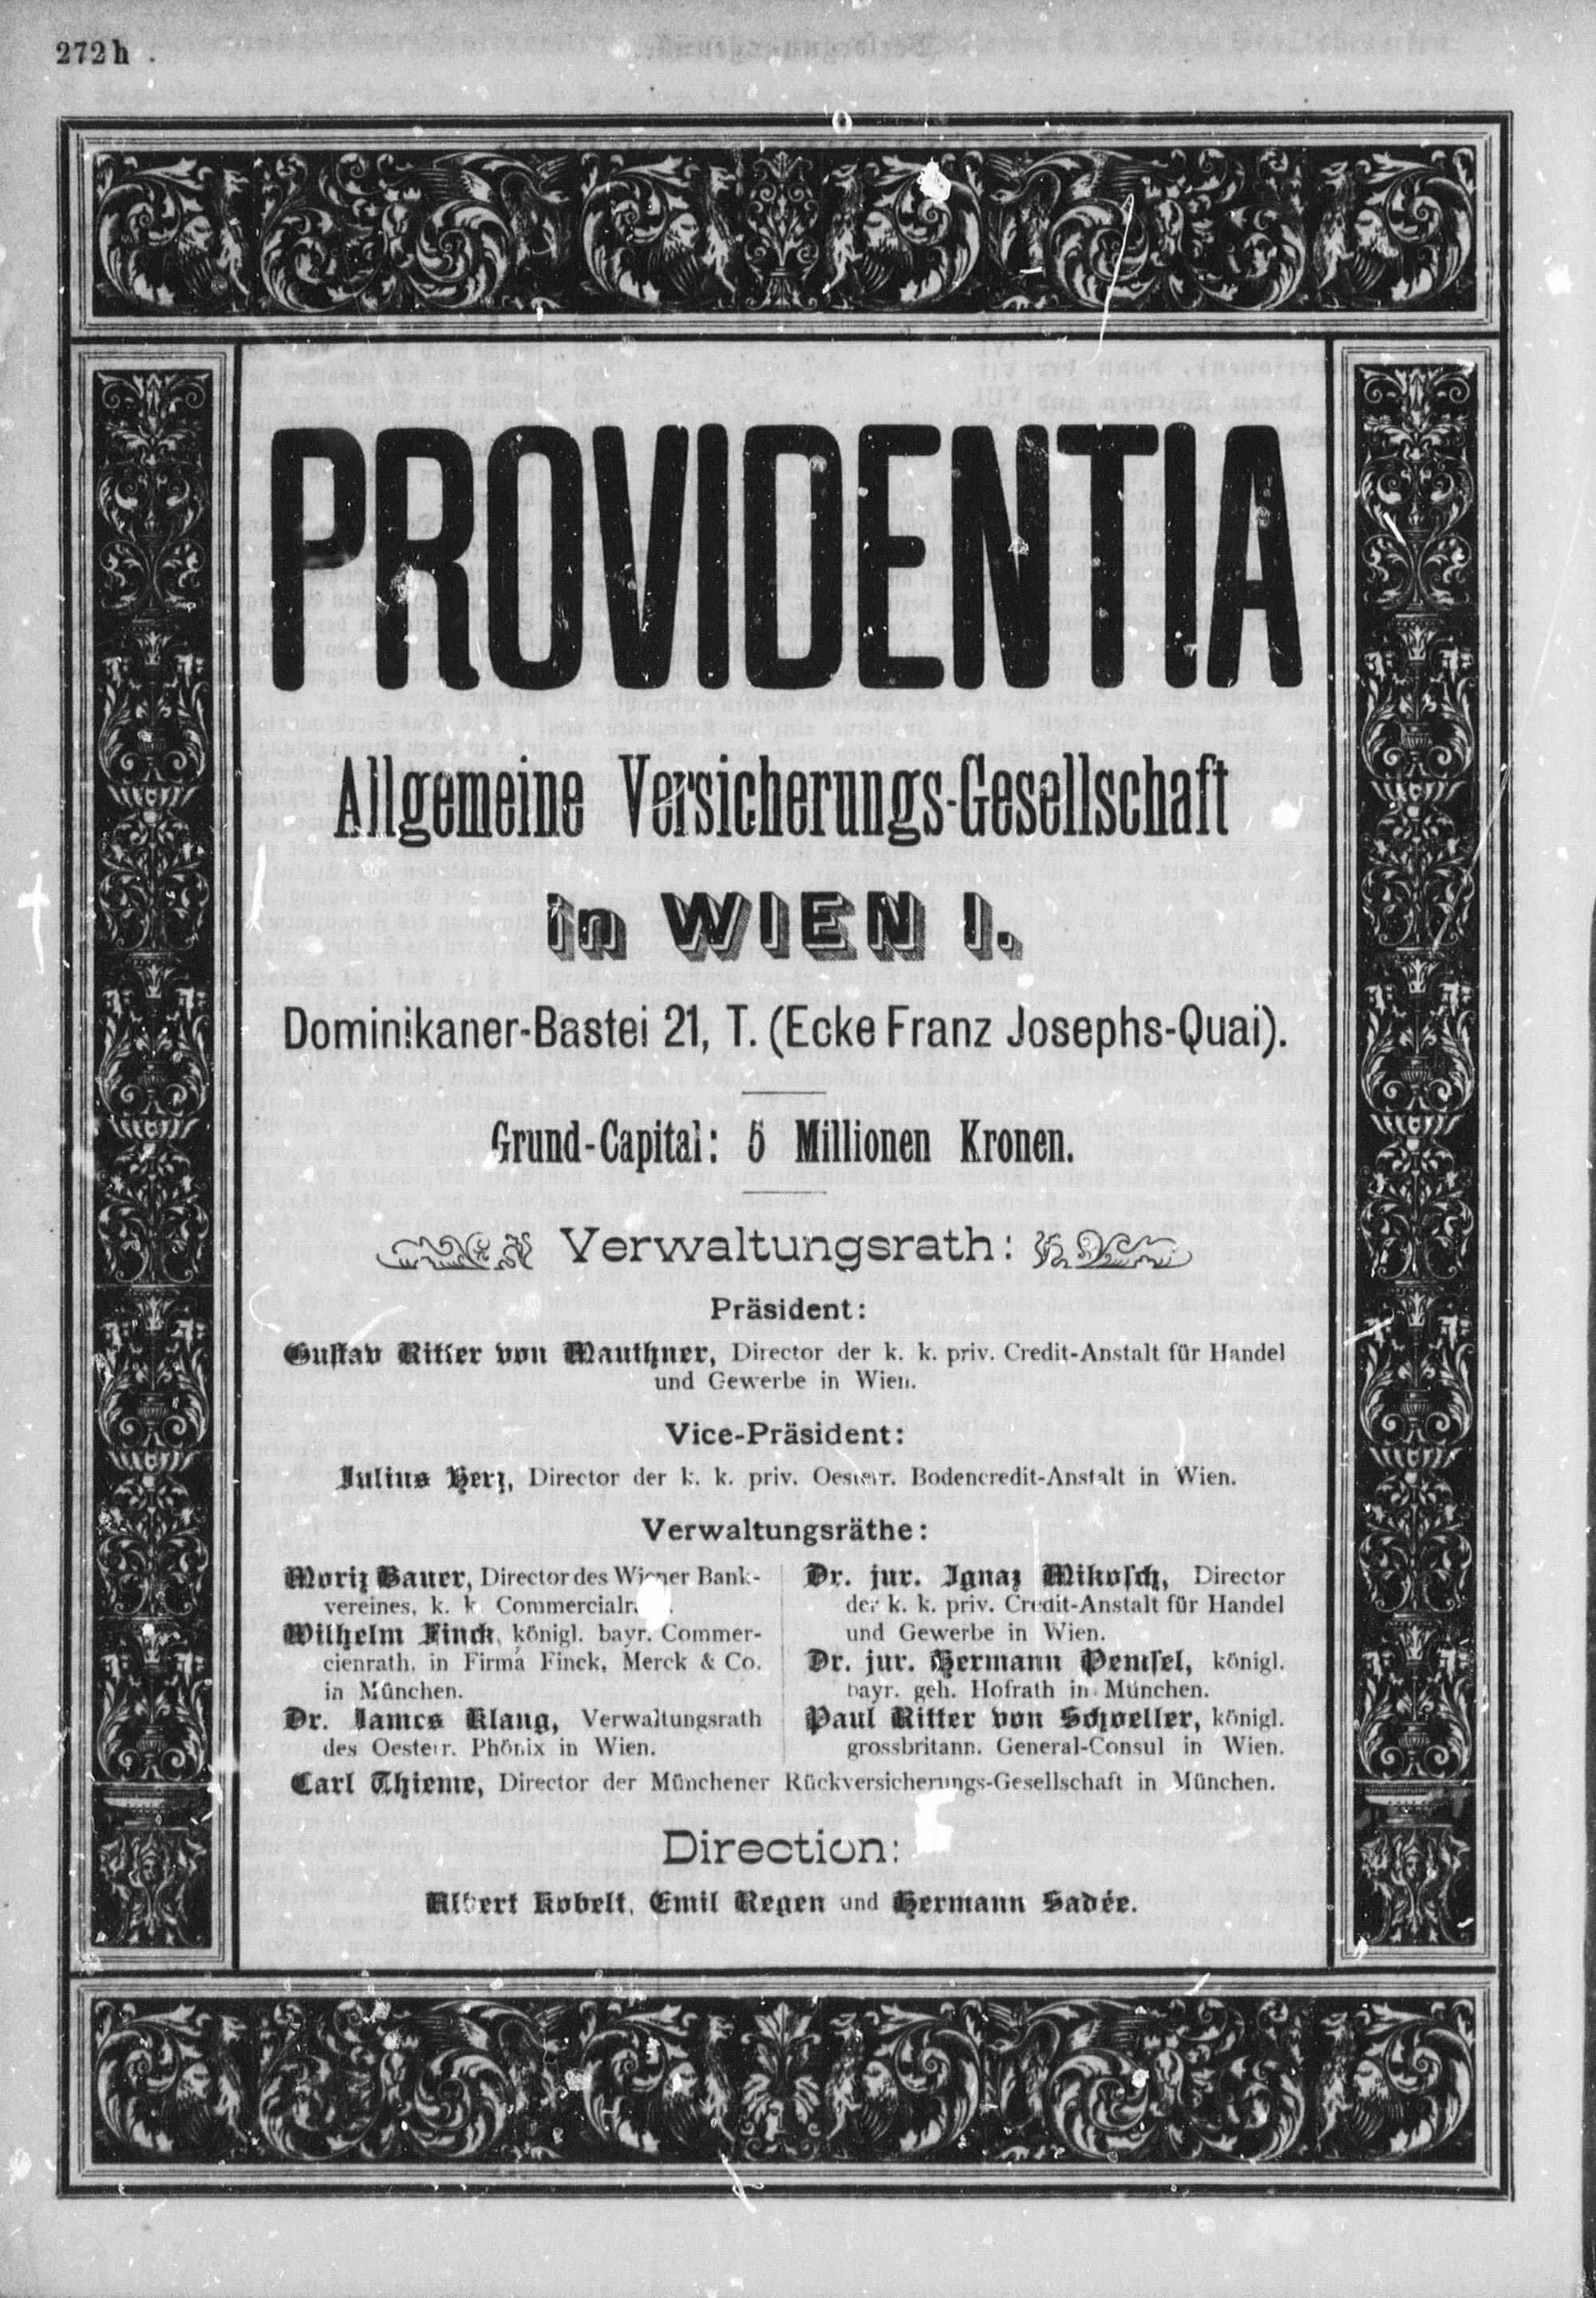 272 h
PROVIDENTIA
Allgemeine Versicherungs-Gesellschaft
in WIEN I.
Dominikaner-Bastei 21, T. (Ecke Franz Josephs-Quai).
Grund-Capital: 5 Millionen Kronen.
Verwaltungsrath:
Präsident:
Gustav Ritter von Mauthner, Director der k. k. priv. Credit-Anstalt für Handel
und Gewerbe in Wien.
Vice-Präsident:
Julius Herz, Director der k. k. priv. Oesterr. Bodencredit-Anstalt in Wien.
Verwaltungsräthe:
Moriz Bauer, Director des Wiener Bank-
vereines, k. k. Commercialr
Wilhelm Finck, königl. bayr. Commer-
cienrath, in Firma Finck, Merck & Co.
in München.
Dr. James Klang, Verwaltungsrath
des Oesterr. Phönix in Wien.
Dr. jur. Ignaz Mikosch, Director
der k. k. priv. Credit-Anstalt für Handel
und Gewerbe in Wien.
Dr. jur. Hermann Pemsel, königl.
bayr. geh. Hofrath in München.
Paul Ritter von Schoeller, königl.
grossbritann. General-Consul in Wien.
Carl Thieme, Director der Münchener Rückversicherungs-Gesellschaft in München.
Direction:
Albert Kobelt, Emil Regen und Hermann Sadée.